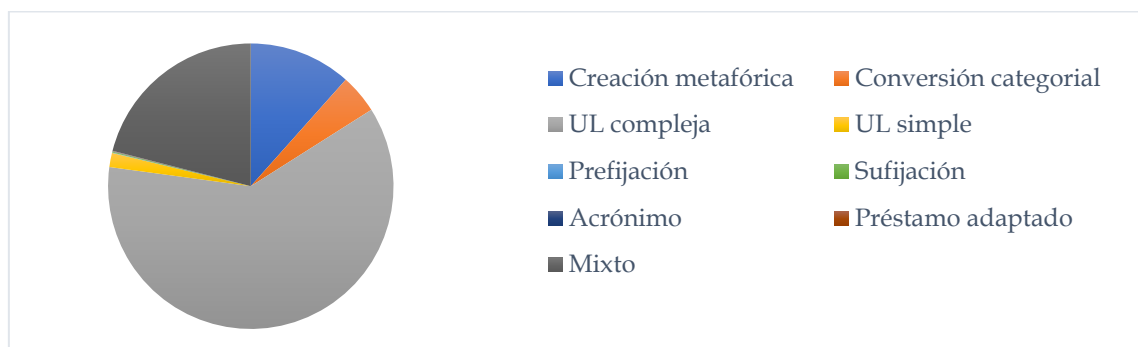 Creación metafórica
Conversión categorial
UL compleja
UL simple
Prefijación
Sufijación
Acrónimo
Préstamo adaptado
Mixto